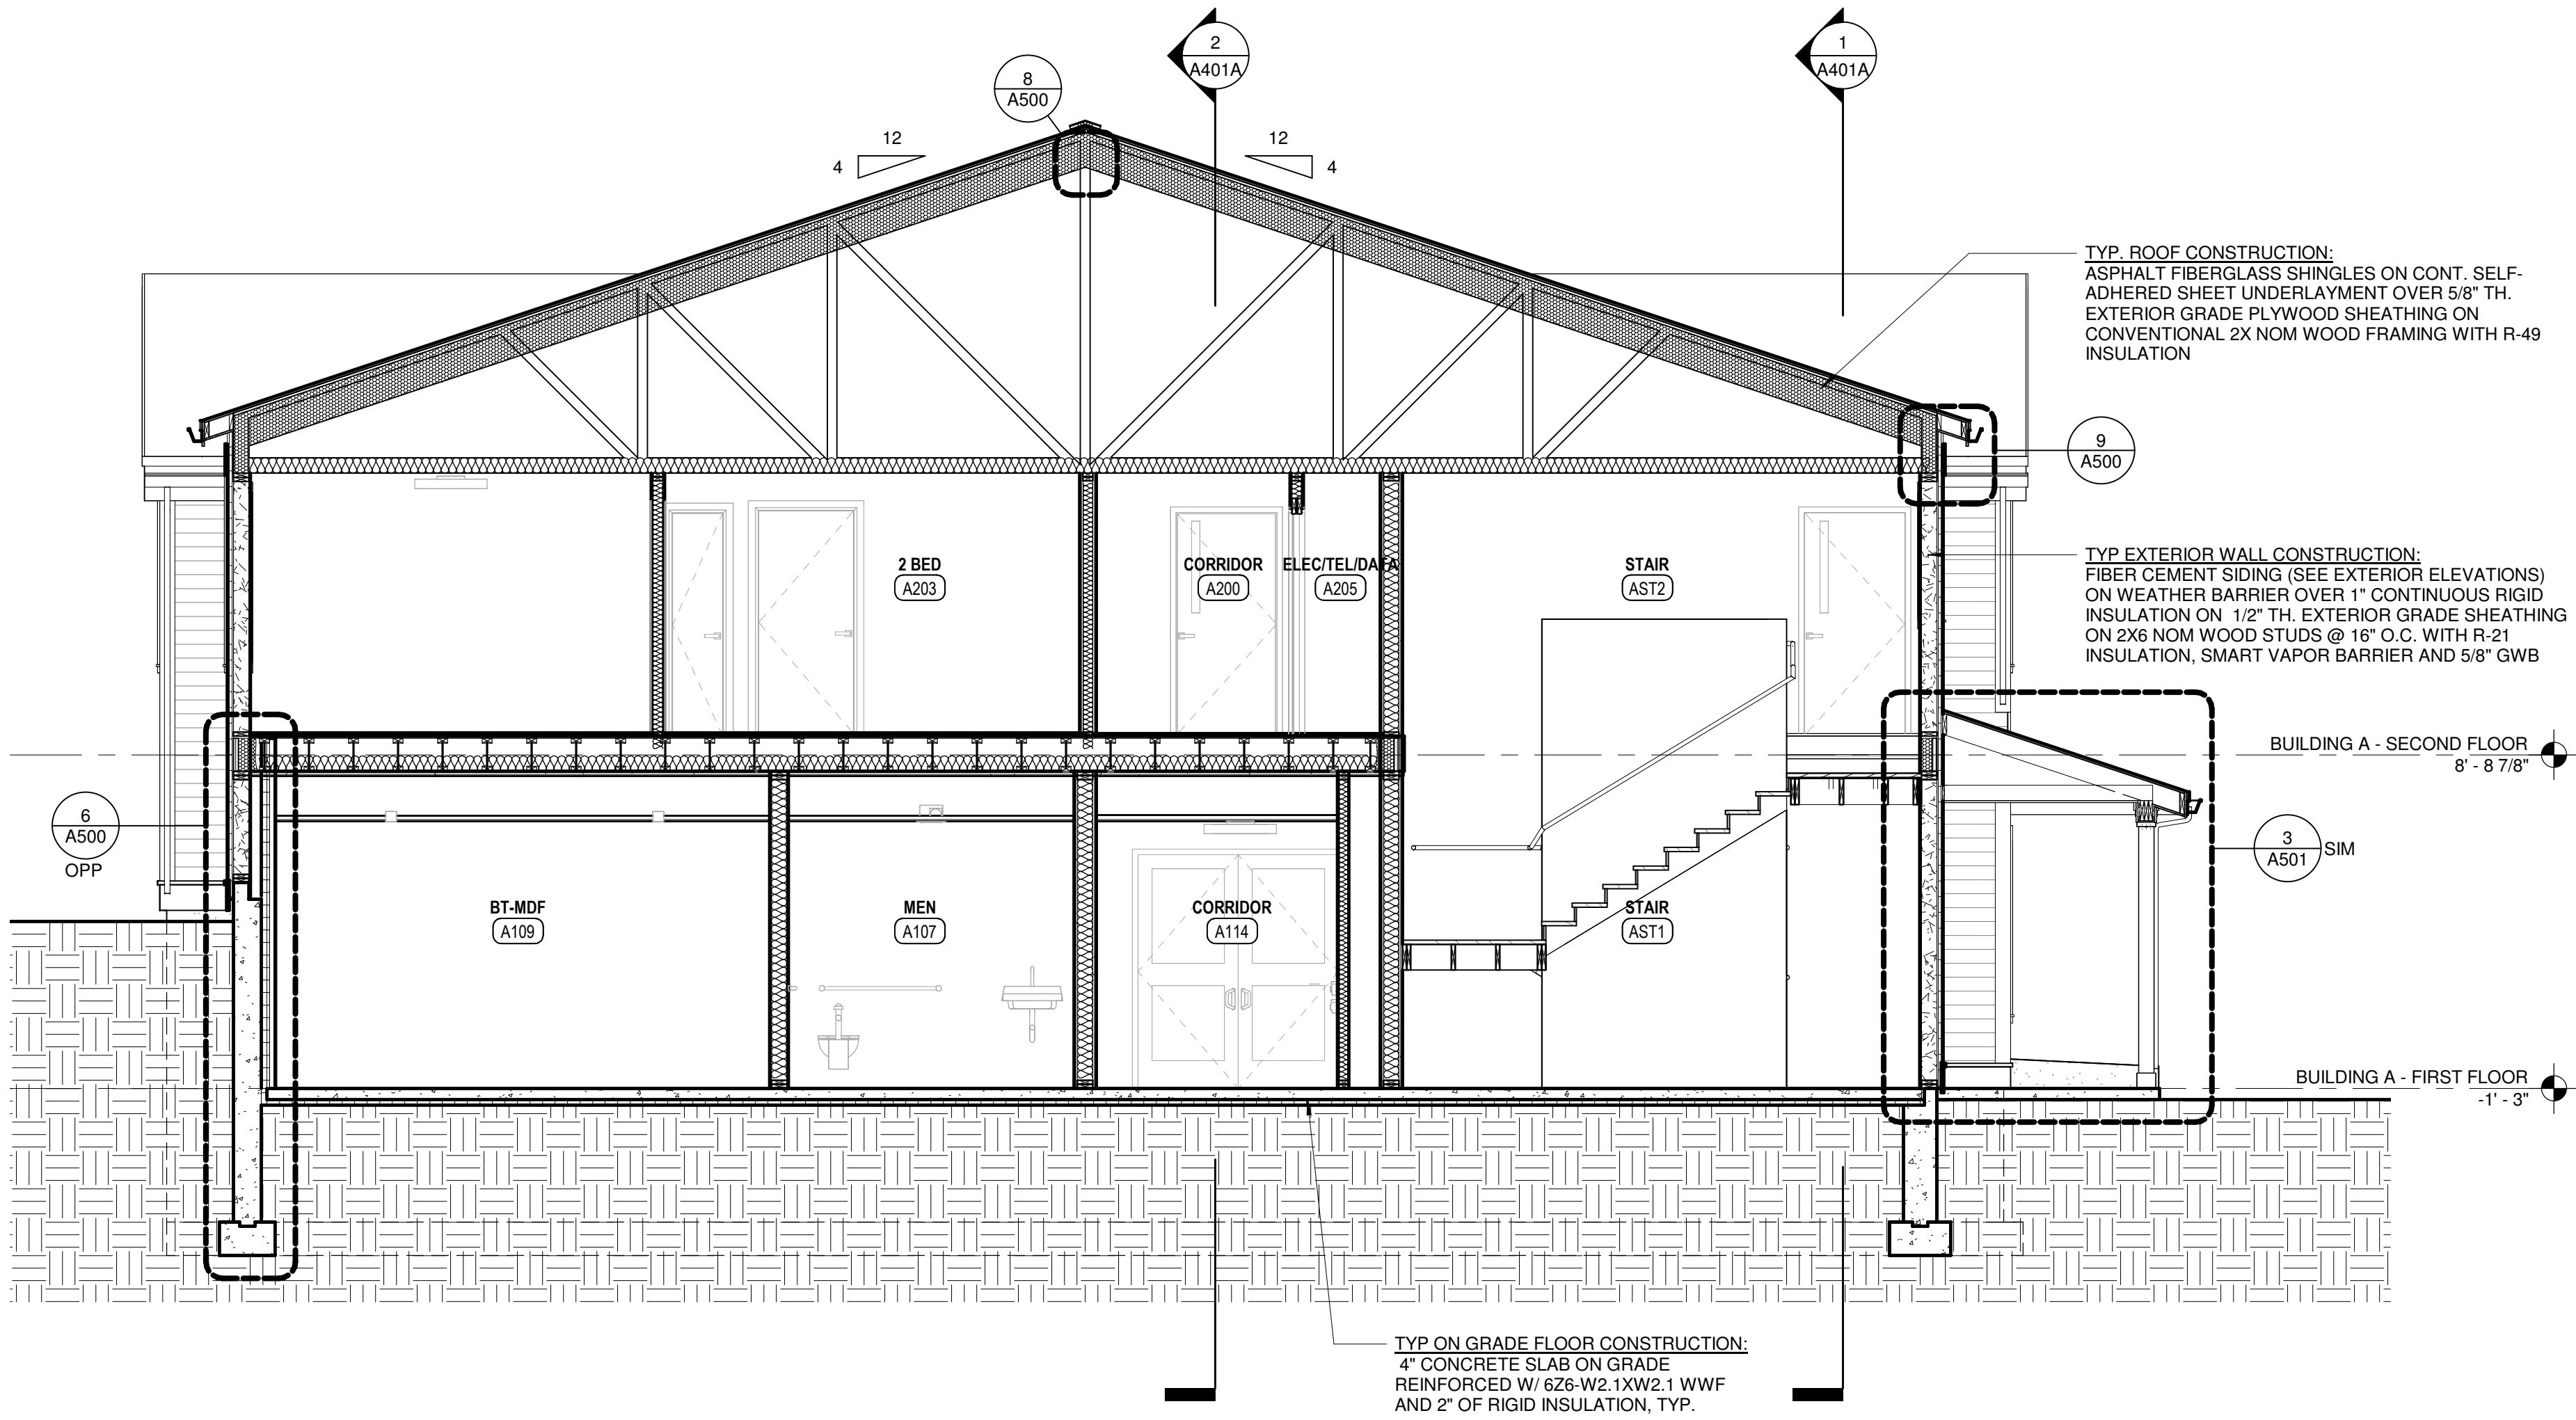 2
A401A
1
A401A
8
A500
12
4
12
4
TYP. ROOF CONSTRUCTION:
ASPHALT FIBERGLASS SHINGLES ON CONT. SELF-
ADHERED SHEET UNDERLAYMENT OVER 5/8" TH.
EXTERIOR GRADE PLYWOOD SHEATHING ON
CONVENTIONAL 2X NOM WOOD FRAMING WITH R-49
INSULATION
9
A500
2 BED
A203
CORRIDOR
A200
ELEC/TEL/DATA
A205
STAIR
AST2
TYP EXTERIOR WALL CONSTRUCTION:
FIBER CEMENT SIDING (SEE EXTERIOR ELEVATIONS)
ON WEATHER BARRIER OVER 1" CONTINUOUS RIGID
INSULATION ON 1/2" TH. EXTERIOR GRADE SHEATHING
ON 2X6 NOM WOOD STUDS @ 16" O.C. WITH R-21
INSULATION, SMART VAPOR BARRIER AND 5/8" GWB
BUILDING A - SECOND FLOOR
8' - 8 7/8"
6
A500
OPP
3
A501
SIM
BT-MDF
A109
MEN
A107
CORRIDOR
A114
STAIR
AST1
BUILDING A - FIRST FLOOR
-1' - 3"
TYP ON GRADE FLOOR CONSTRUCTION:
4" CONCRETE SLAB ON GRADE
REINFORCED W/ 6Z6-W2.1XW2.1 WWF
AND 2" OF RIGID INSULATION, TYP.